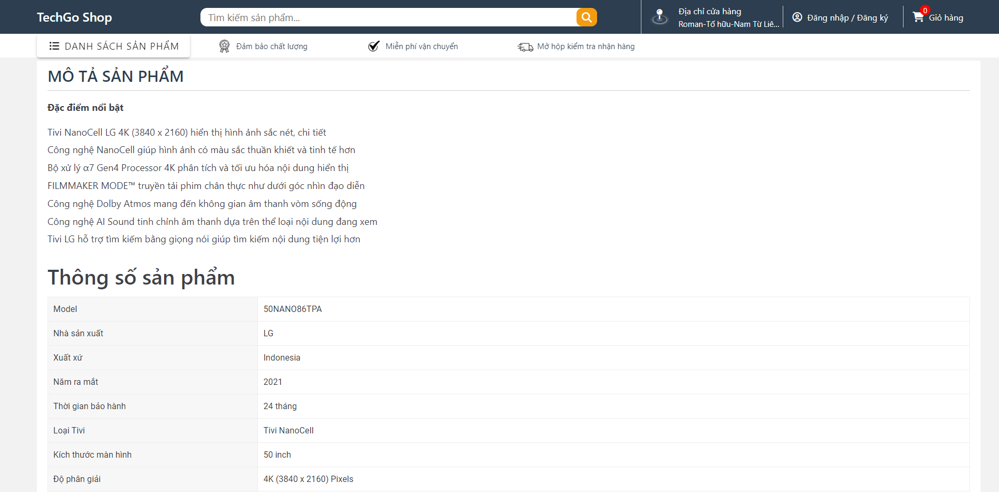 TechGo Shop
Tìm kiếm sản phẩm...
Địa chỉ cửa hàng
Roman-Tố hữu-Nam Từ Liê...
Đăng nhập / Đăng ký
0
Giỏ hàng
DANH SÁCH SẢN PHẨM
Đảm bảo chất lượng
Miễn phí vận chuyển
Mở hộp kiểm tra nhận hàng
MÔ TẢ SẢN PHẨM
Đặc điểm nổi bật
Tivi NanoCell LG 4K (3840 x 2160) hiển thị hình ảnh sắc nét, chi tiết
Công nghệ NanoCell giúp hình ảnh có màu sắc thuần khiết và tinh tế hơn
Bộ xử lý α7 Gen4 Processor 4K phân tích và tối ưu hóa nội dung hiển thị
FILMMAKER MODE™ truyền tải phim chân thực như dưới góc nhìn đạo diễn
Công nghệ Dolby Atmos mang đến không gian âm thanh vòm sống động
Công nghệ AI Sound tinh chỉnh âm thanh dựa trên thể loại nội dung đang xem
Tivi LG hỗ trợ tìm kiếm bằng giọng nói giúp tìm kiếm nội dung tiện lợi hơn
Thông số sản phẩm
Model 50NANO86TPA
Nhà sản xuất LG
Xuất xứ Indonesia
Năm ra mắt 2021
Thời gian bảo hành 24 tháng
Loại Tivi Tivi NanoCell
Kích thước màn hình 50 inch
Độ phân giải 4K (3840 x 2160) Pixels